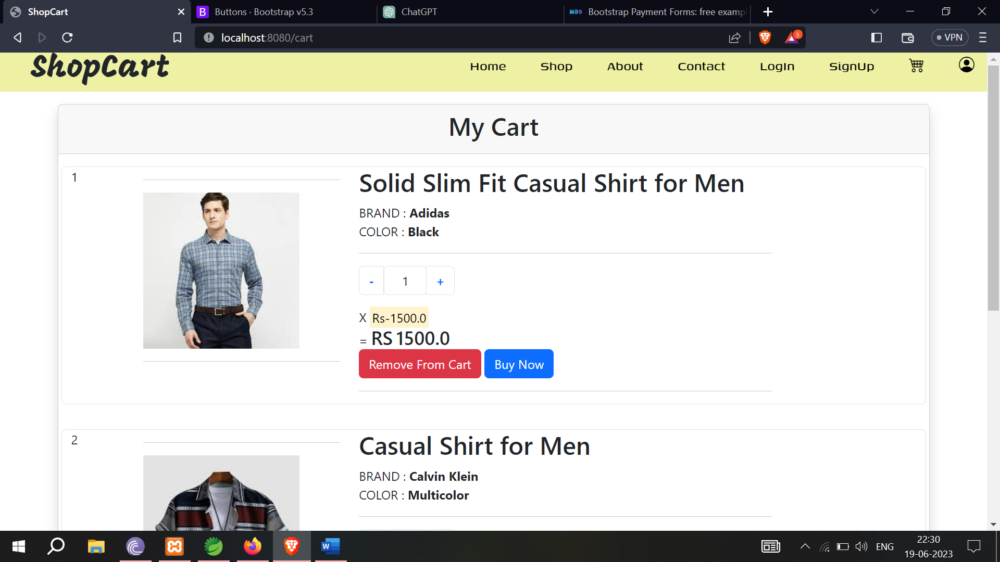 ShopCart
Buttons · Bootstrap v5.3
ChatGPT
MDB Bootstrap Payment Forms: free examp
localhost:8080/cart
5
VPN
ShopCart
Home
Shop
About
Contact
LogIn
SignUp
My Cart
1
Solid Slim Fit Casual Shirt for Men
BRAND : Adidas
COLOR : Black
- 1 +
X Rs-1500.0
= RS 1500.0
Remove From Cart
Buy Now
2
Casual Shirt for Men
BRAND : Calvin Klein
COLOR : Multicolor
ENG
22:30
19-06-2023